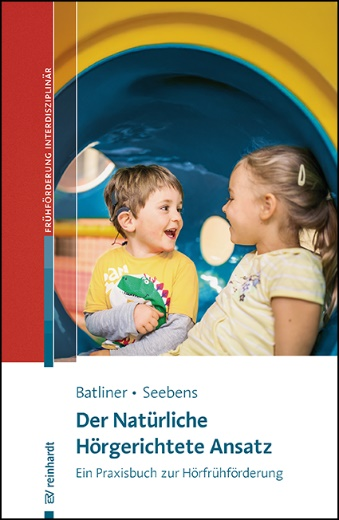 FRÜHFÖRDERUNG INTERDISZIPLINÄR
Batliner • Seebens
Der Natürliche
Hörgerichtete Ansatz
Ein Praxisbuch zur Hörfrühförderung
reinhardt